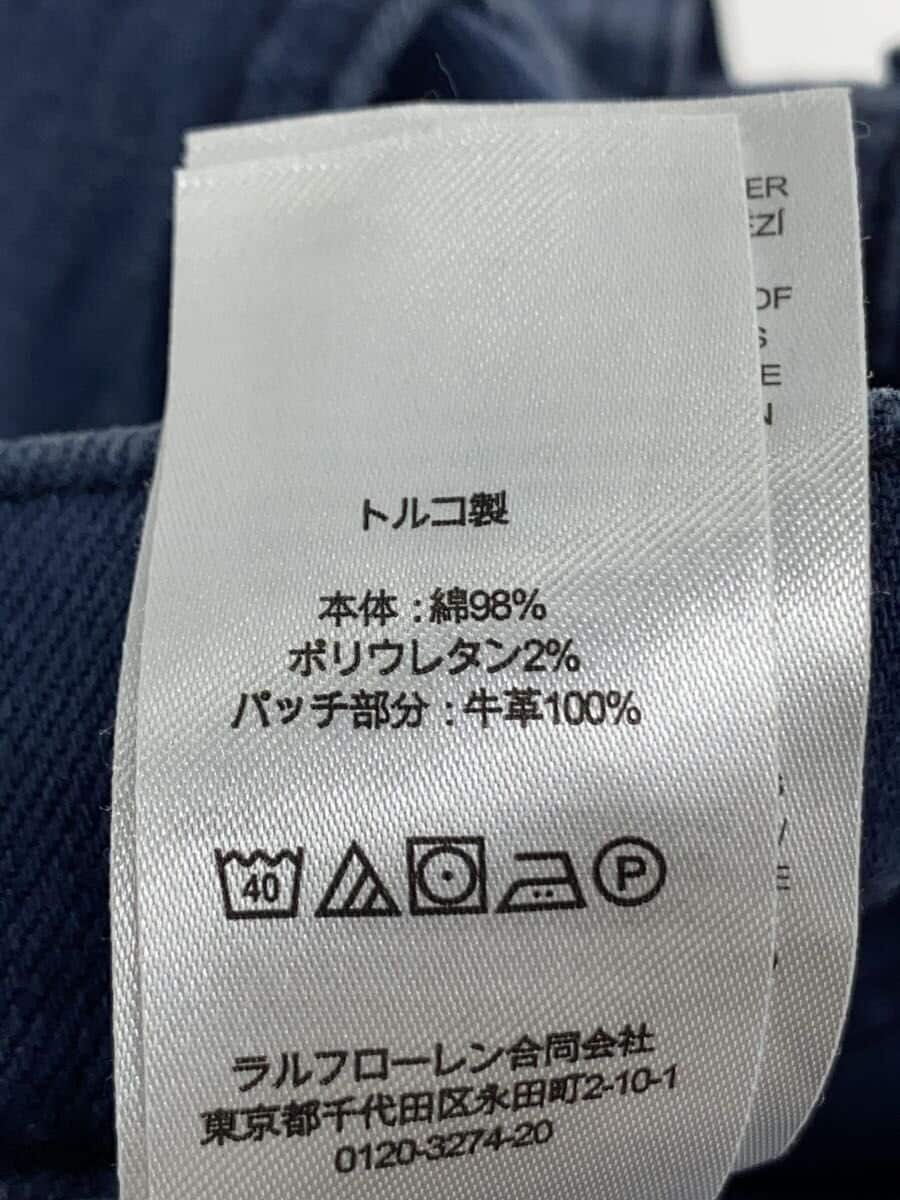 トルコ製
本体:綿98%
ポリウレタン2%
パッチ部分:牛革100%
40
P
ラルフローレン合同会社
東京都千代田区永田町2-10-1
0120-3274-20
OF